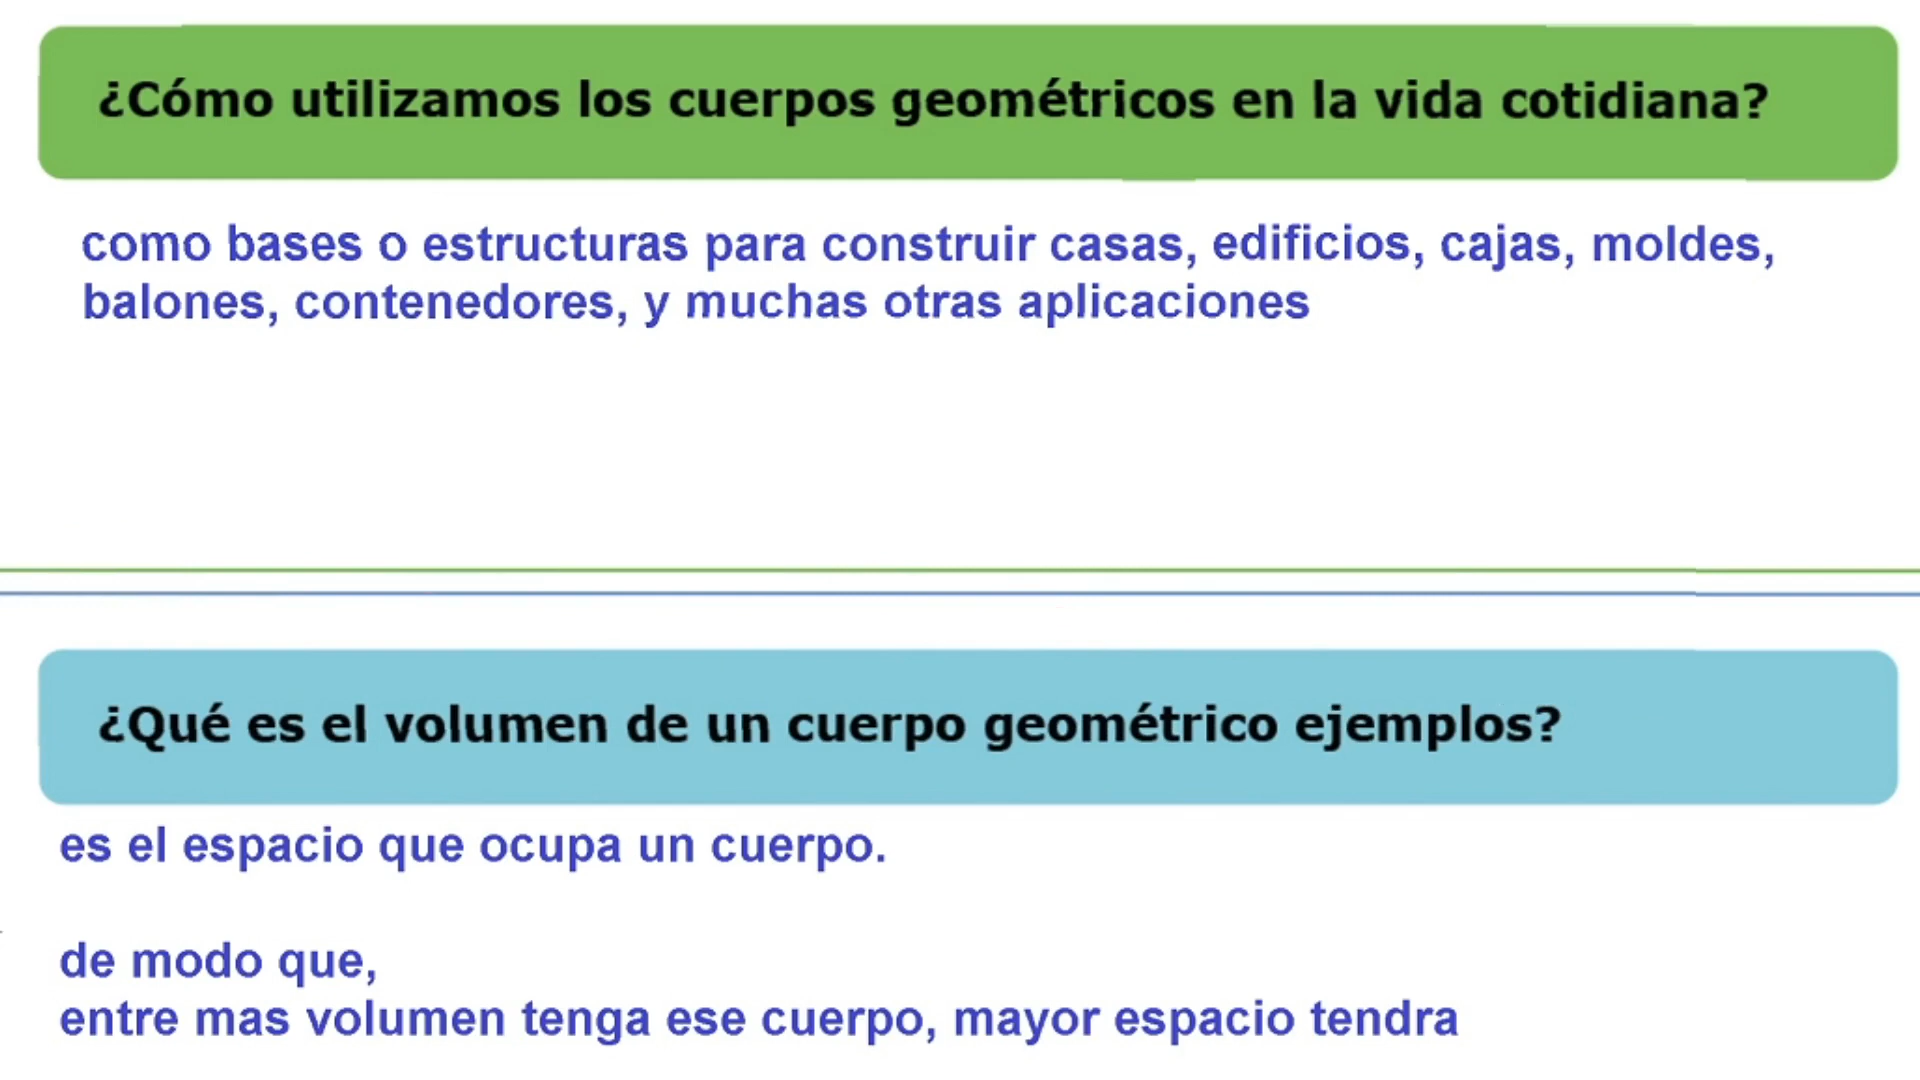 ¿Cómo utilizamos los cuerpos geométricos en la vida cotidiana?
como bases o estructuras para construir casas, edificios, cajas, moldes,
balones, contenedores, y muchas otras aplicaciones
¿Qué es el volumen de un cuerpo geométrico ejemplos?
es el espacio que ocupa un cuerpo.
de modo que,
entre mas volumen tenga ese cuerpo, mayor espacio tendra